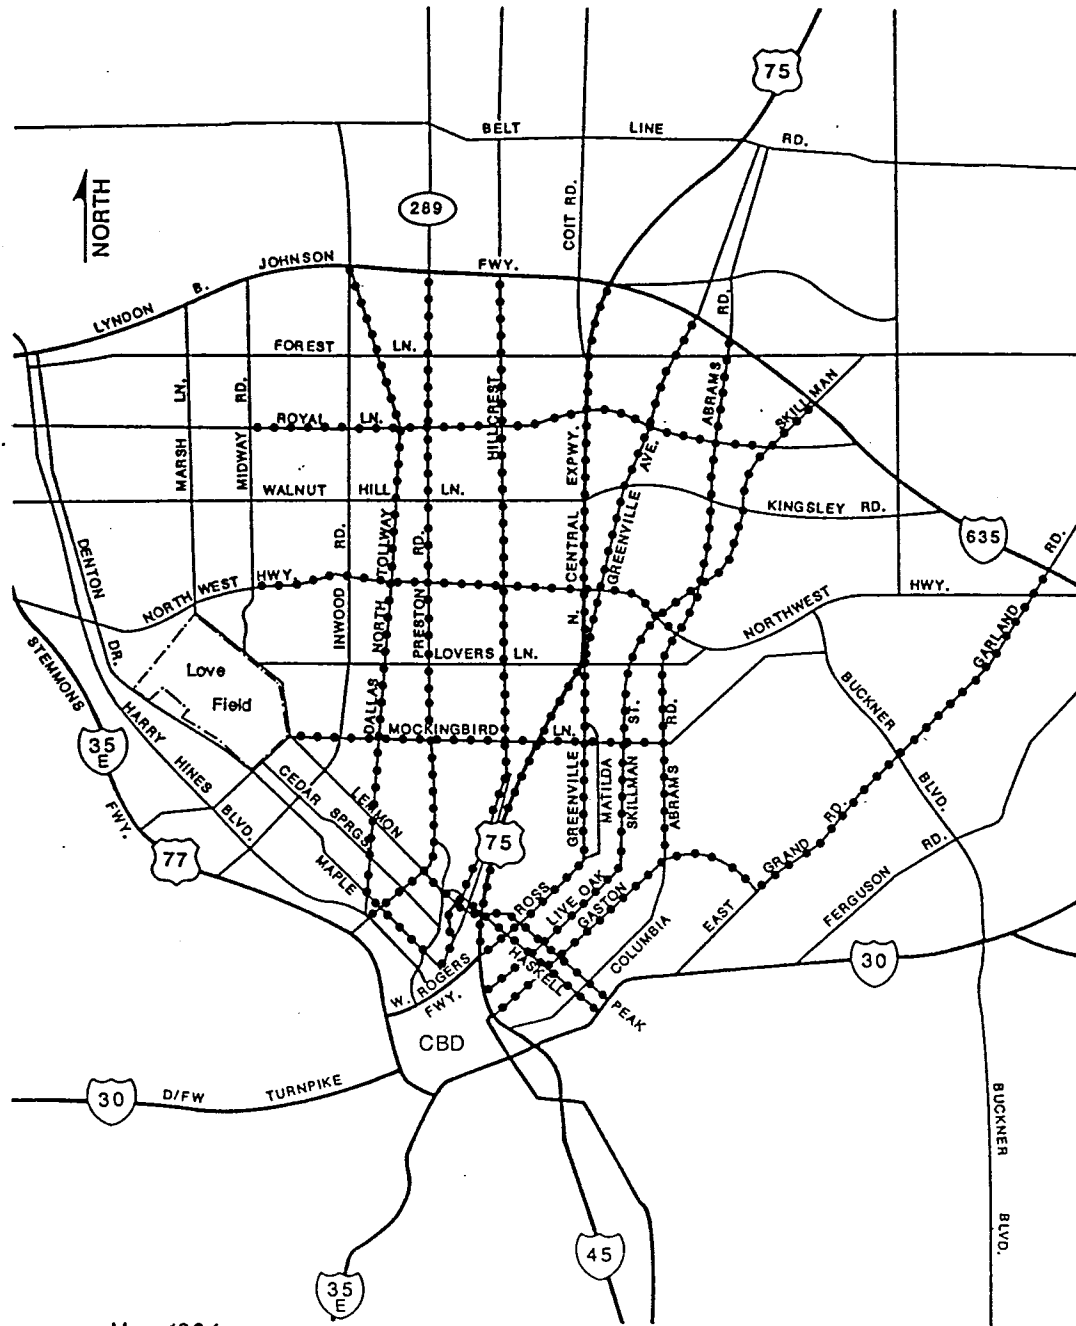 75
BELT LINE RD.
NORTH
289
COIT RD.
LYNDON B. JOHNSON FWY.
FOREST LN.
MARSH LN.
MIDWAY RD.
ROYAL LN.
HILLCREST
N. CENTRAL EXPWY.
GREENVILLE AVE.
ABRAMS RD.
SKILLMAN
WALNUT HILL LN.
KINGSLEY RD.
635
DENTON DR.
NORTH WEST HWY.
INWOOD RD.
DALLAS NORTH TOLLWAY
PRESTON RD.
NORTHWEST HWY.
GARLAND RD.
LOVERS LN.
STEMMONS FWY.
Love
Field
35
E
HARRY HINES BLVD.
MOCKINGBIRD LN.
BUCKNER BLVD.
CEDAR SPRGS.
LEMMON
GREENVILLE
MATILDA
SKILLMAN ST.
ABRAMS RD.
77
MAPLE
75
EAST GRAND RD.
FERGUSON RD.
ROSS
LIVE OAK
GASTON
COLUMBIA
HASKELL
PEAK
30
W. ROGERS FWY.
CBD
30
D/FW TURNPIKE
BUCKNER BLVD.
45
35
E